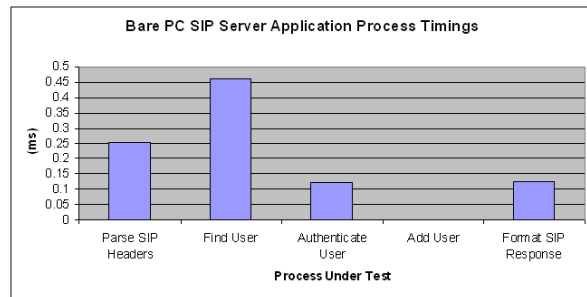 Bare PC SIP Server Application Process Timings
0.5
0.45
0.4
0.35
0.3
0.25
0.2
0.15
0.1
0.05
0
(ms)
Parse SIP Headers
Find User
Authenticate User
Add User
Format SIP Response
Process Under Test